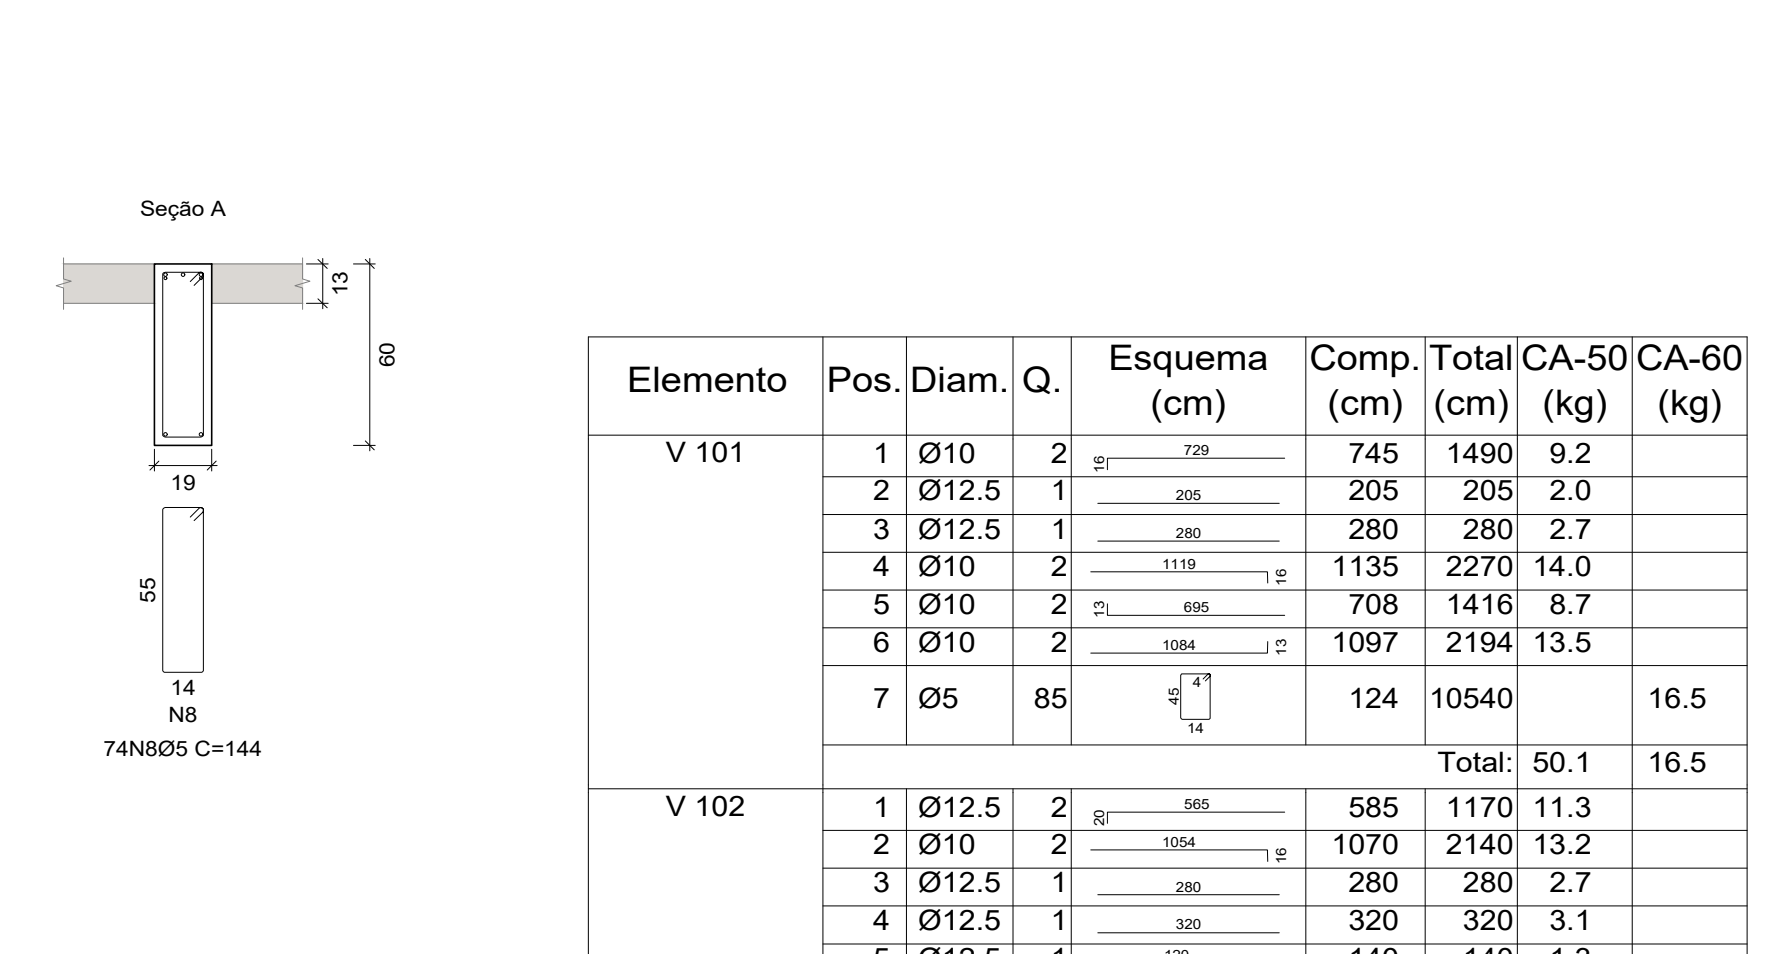 Seção A
13
60
19
55
14
N8
74N8Ø5 C=144
Elemento Pos. Diam. Q. Esquema (cm) Comp. (cm) Total (cm) CA-50 (kg) CA-60 (kg)
V 101 1 Ø10 2 16 729 745 1490 9.2
2 Ø12.5 1 205 205 205 2.0
3 Ø12.5 1 280 280 280 2.7
4 Ø10 2 1119 16 1135 2270 14.0
5 Ø10 2 13 695 708 1416 8.7
6 Ø10 2 1084 13 1097 2194 13.5
7 Ø5 85 45 4 14 124 10540 16.5
Total: 50.1 16.5
V 102 1 Ø12.5 2 20 565 585 1170 11.3
2 Ø10 2 1054 16 1070 2140 13.2
3 Ø12.5 1 280 280 280 2.7
4 Ø12.5 1 320 320 320 3.1